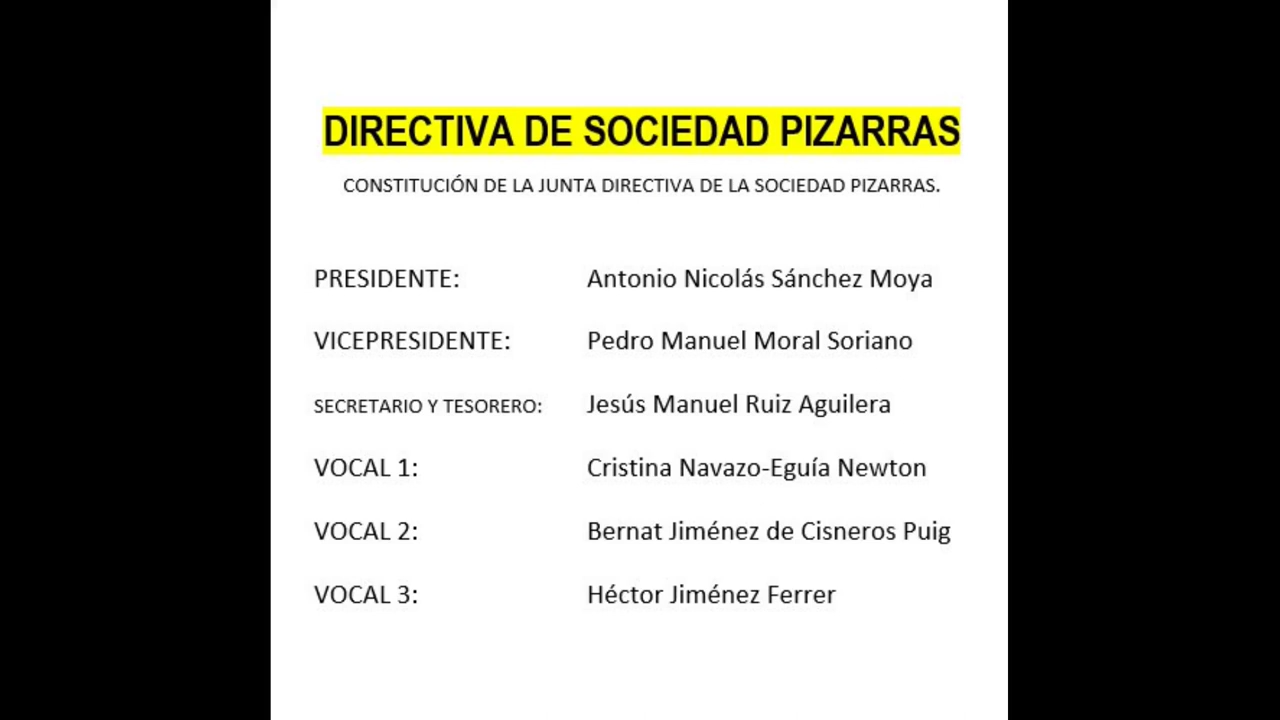 DIRECTIVA DE SOCIEDAD PIZARRAS
CONSTITUCIÓN DE LA JUNTA DIRECTIVA DE LA SOCIEDAD PIZARRAS.
PRESIDENTE: Antonio Nicolás Sánchez Moya
VICEPRESIDENTE: Pedro Manuel Moral Soriano
SECRETARIO Y TESORERO: Jesús Manuel Ruiz Aguilera
VOCAL 1: Cristina Navazo-Eguía Newton
VOCAL 2: Bernat Jiménez de Cisneros Puig
VOCAL 3: Héctor Jiménez Ferrer